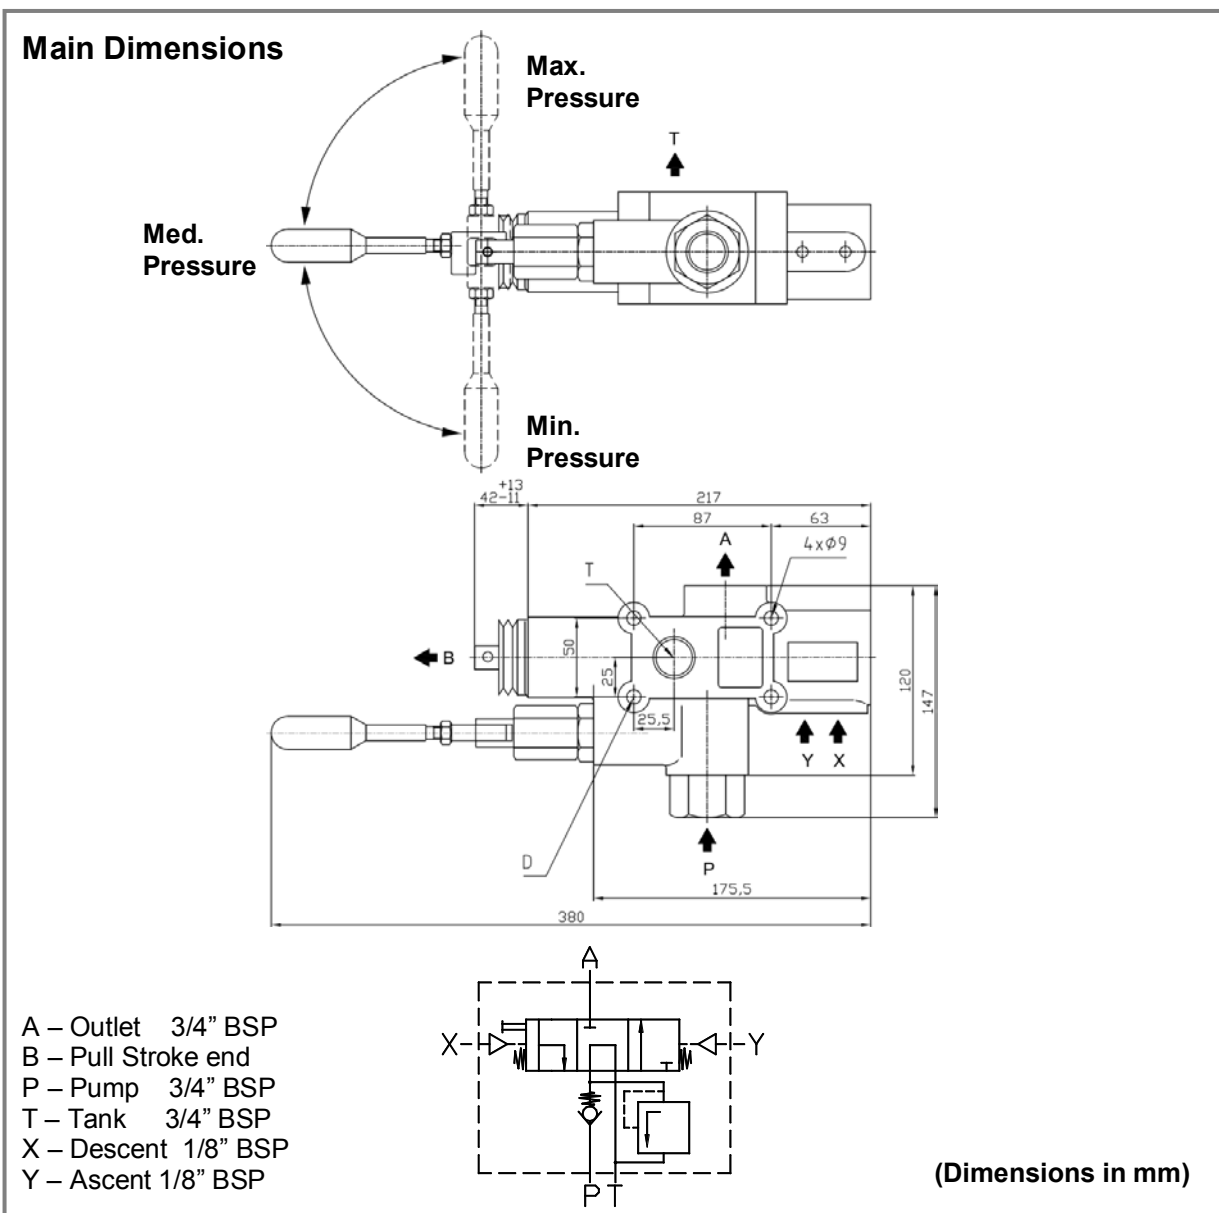 Main Dimensions
Max.
Pressure
T
Med.
Pressure
Min.
Pressure
+13
42-11
217
87
63
A
4xφ9
T
B
50
25
25,5
120
147
Y X
D
P
175,5
380
A
X
Y
P T
A – Outlet 3/4” BSP
B – Pull Stroke end
P – Pump 3/4” BSP
T – Tank 3/4” BSP
X – Descent 1/8” BSP
Y – Ascent 1/8” BSP
(Dimensions in mm)